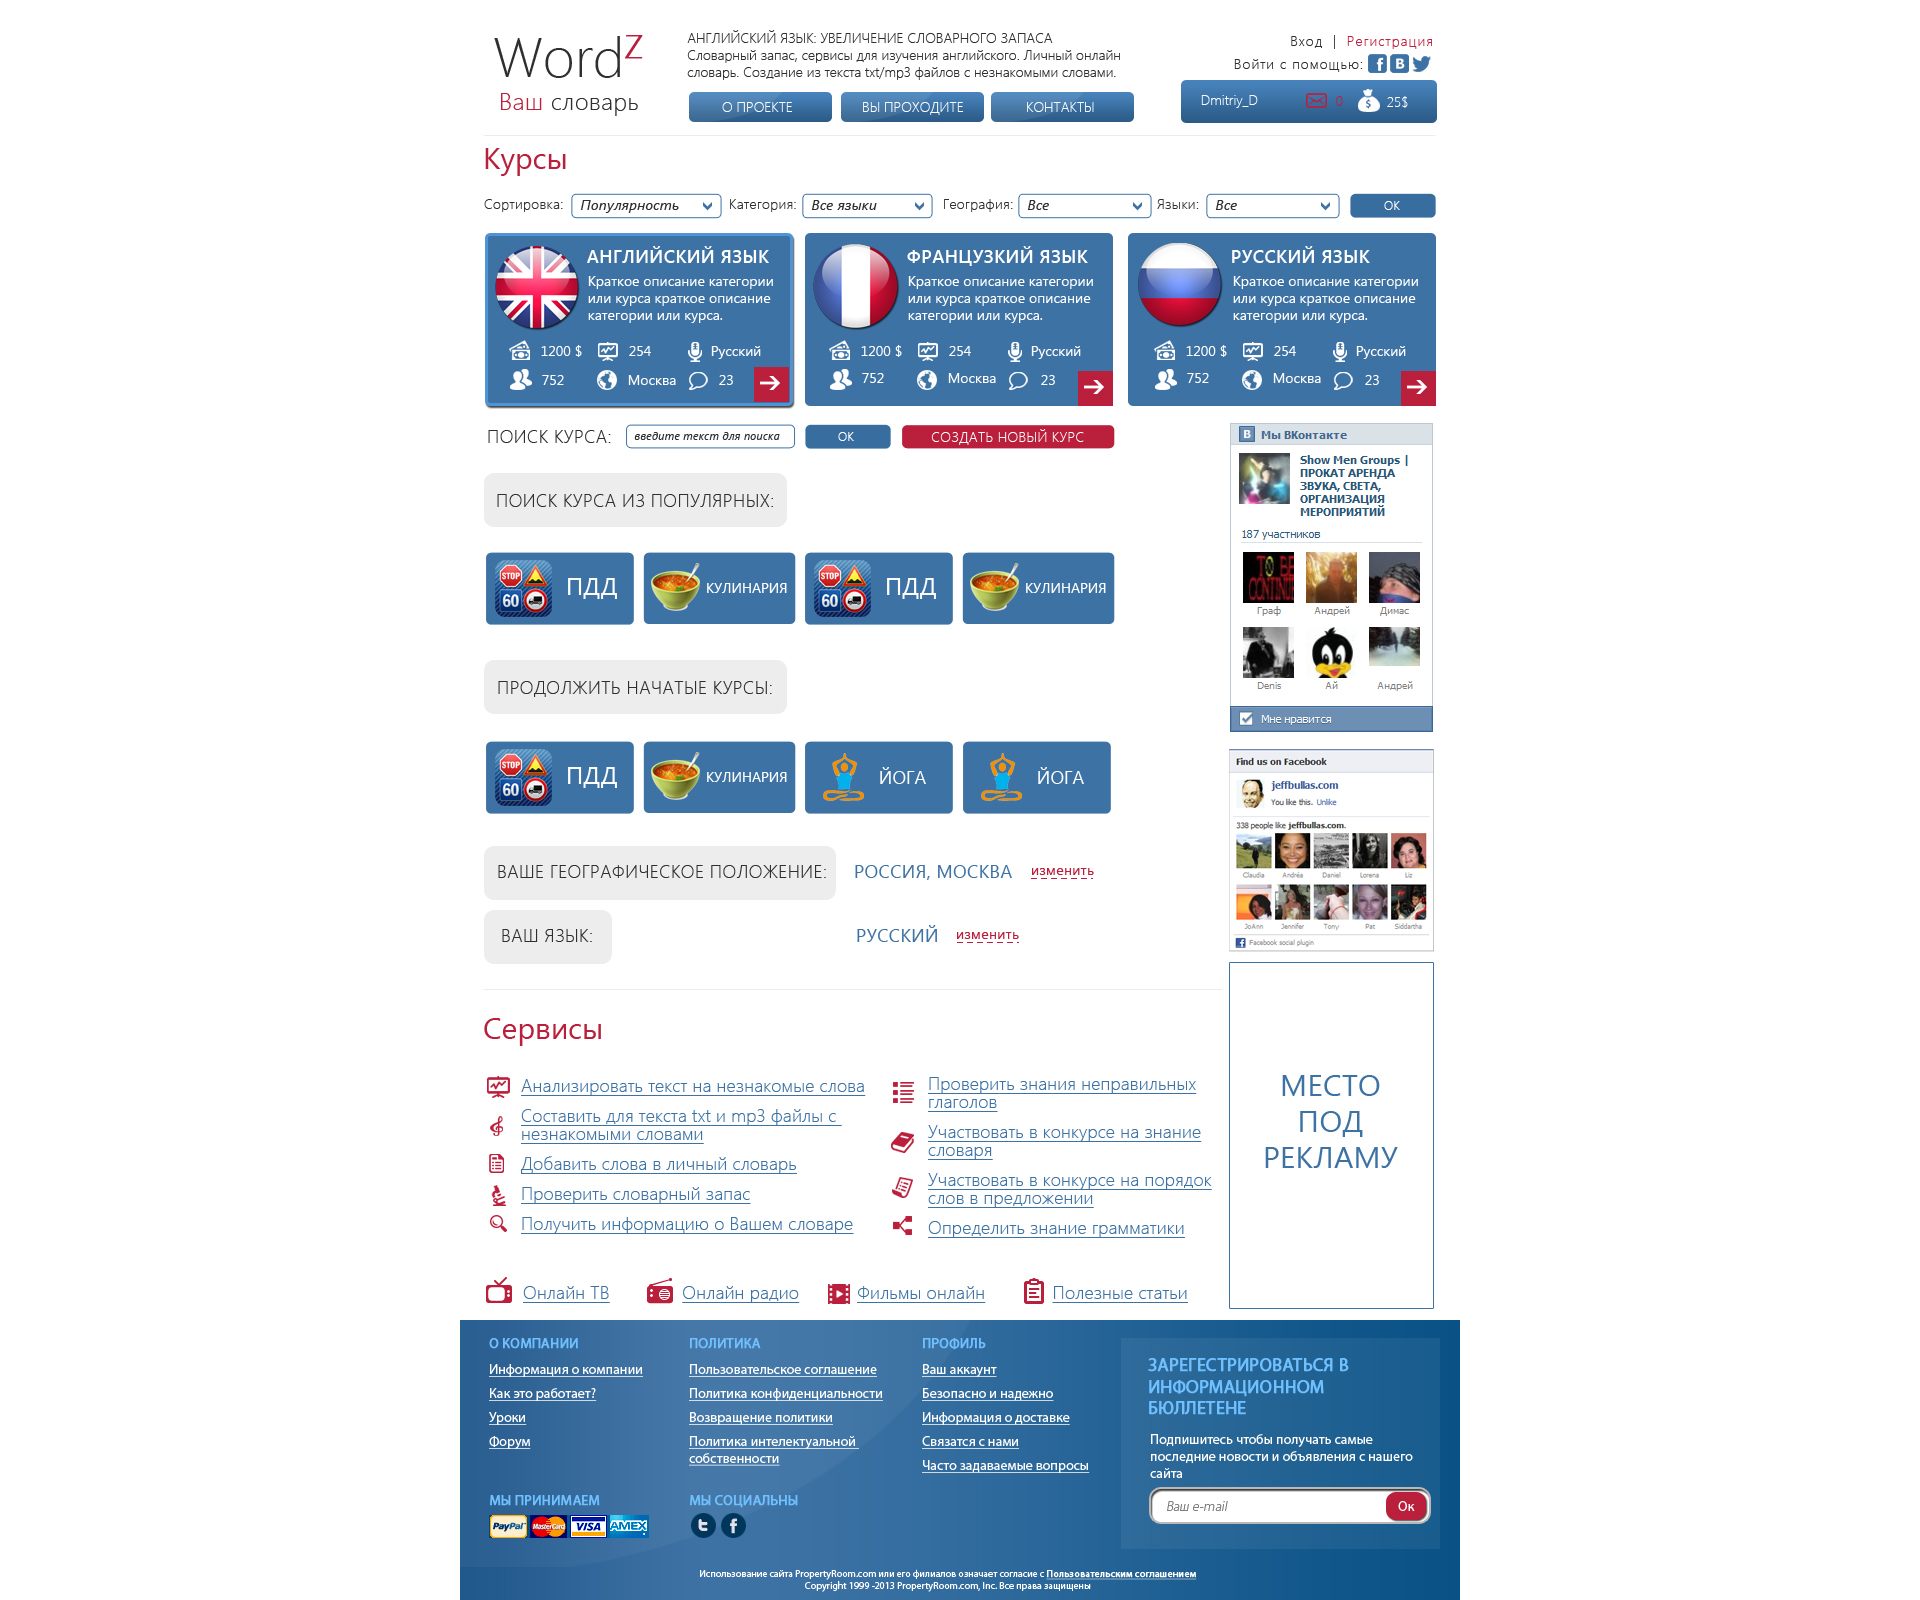 Wordz
Ваш словарь
АНГЛИЙСКИЙ ЯЗЫК: УВЕЛИЧЕНИЕ СЛОВАРНОГО ЗАПАСА
Словарный запас, сервисы для изучения английского. Личный онлайн
словарь. Создание из текста txt/mp3 файлов с незнакомыми словами.
О ПРОЕКТЕ
ВЫ ПРОХОДИТЕ
КОНТАКТЫ
Вход | Регистрация
Войти с помощью:
Dmitriy_D 0 25$
Курсы
Сортировка: Популярность Категория: Все языки География: Все Языки: Все ОК
АНГЛИЙСКИЙ ЯЗЫК
Краткое описание категории
или курса краткое описание
категории или курса.
1200 $ 254 Русский
752 Москва 23
ФРАНЦУЗКИЙ ЯЗЫК
Краткое описание категории
или курса краткое описание
категории или курса.
1200 $ 254 Русский
752 Москва 23
РУССКИЙ ЯЗЫК
Краткое описание категории
или курса краткое описание
категории или курса.
1200 $ 254 Русский
752 Москва 23
ПОИСК КУРСА: введите текст для поиска ОК СОЗДАТЬ НОВЫЙ КУРС
ПОИСК КУРСА ИЗ ПОПУЛЯРНЫХ:
STOP 60 ПДД
КУЛИНАРИЯ
STOP 60 ПДД
КУЛИНАРИЯ
ПРОДОЛЖИТЬ НАЧАТЫЕ КУРСЫ:
STOP 60 ПДД
КУЛИНАРИЯ
ЙОГА
ЙОГА
ВАШЕ ГЕОГРАФИЧЕСКОЕ ПОЛОЖЕНИЕ: РОССИЯ, МОСКВА изменить
ВАШ ЯЗЫК: РУССКИЙ изменить
В Мы ВКонтакте
Show Men Groups |
ПРОКАТ АРЕНДА
ЗВУКА, СВЕТА,
ОРГАНИЗАЦИЯ
МЕРОПРИЯТИЙ
187 участников
TO BE
CONTINU
Граф Андрей Димас
Denis Ай Андрей
Мне нравится
Find us on Facebook
jeffbullas.com
You like this. Unlike
338 people like jeffbullas.com.
Claudia Andréa Daniel Lorena Liz
JoAnn Jennifer Tony Pat Siddartha
Facebook social plugin
МЕСТО
ПОД
РЕКЛАМУ
Сервисы
Анализировать текст на незнакомые слова
Составить для текста txt и mp3 файлы с
незнакомыми словами
Добавить слова в личный словарь
Проверить словарный запас
Получить информацию о Вашем словаре
Проверить знания неправильных
глаголов
Участвовать в конкурсе на знание
словаря
Участвовать в конкурсе на порядок
слов в предложении
Определить знание грамматики
Онлайн ТВ
Онлайн радио
Фильмы онлайн
Полезные статьи
О КОМПАНИИ
Информация о компании
Как это работает?
Уроки
Форум
ПОЛИТИКА
Пользовательское соглашение
Политика конфиденциальности
Возвращение политики
Политика интелектуальной
собственности
ПРОФИЛЬ
Ваш аккаунт
Безопасно и надежно
Информация о доставке
Связатся с нами
Часто задаваемые вопросы
ЗАРЕГЕСТРИРОВАТЬСЯ В
ИНФОРМАЦИОННОМ
БЮЛЛЕТЕНЕ
Подпишитесь чтобы получать самые
последние новости и объявления с нашего
сайта
Ваш e-mail Ок
МЫ ПРИНИМАЕМ
PayPal MasterCard VISA AMEX
МЫ СОЦИАЛЬНЫ
Использование сайта PropertyRoom.com или его филиалов означает согласие с Пользовательским соглашением
Copyright 1999 -2013 PropertyRoom.com, Inc. Все права защищены